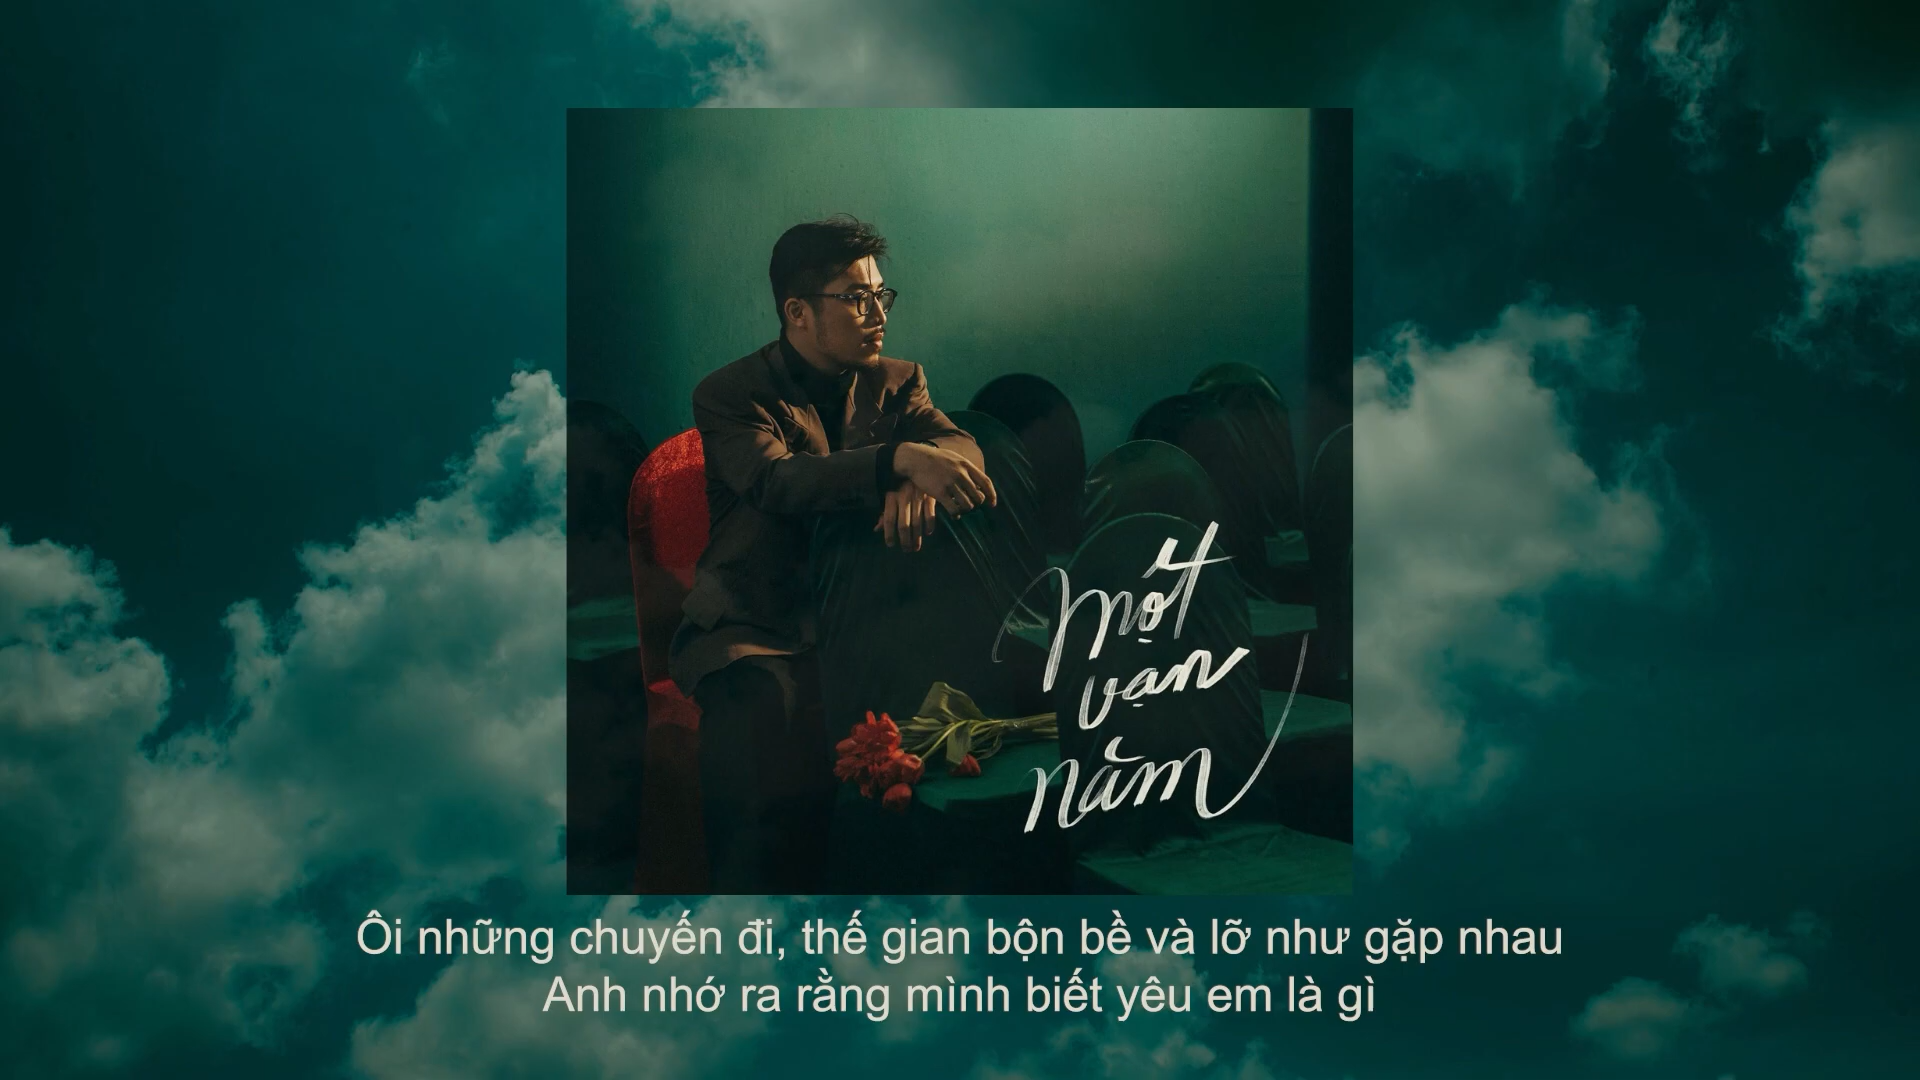 một
vạn
năm
Ôi những chuyến đi, thế gian bộn bề và lỡ như gặp nhau
Anh nhớ ra rằng mình biết yêu em là gì